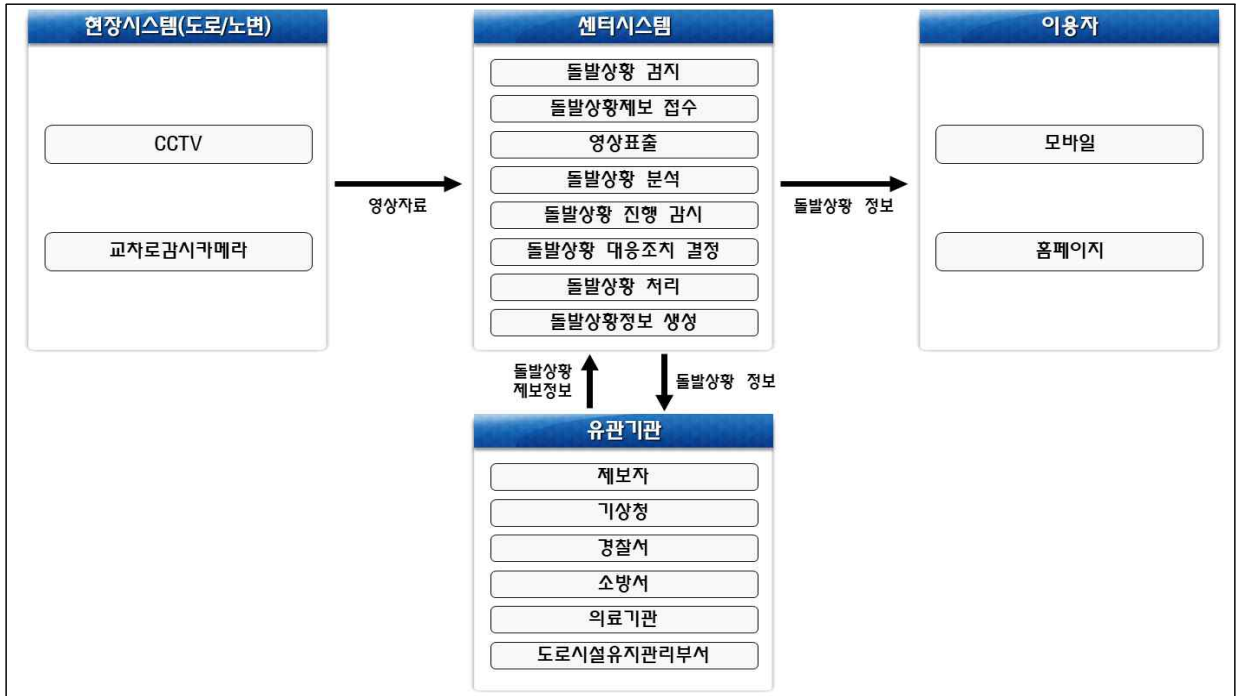 현장시스템(도로/노변)
CCTV
교차로감시카메라
영상자료
센터시스템
돌발상황 검지
돌발상황제보 접수
영상표출
돌발상황 분석
돌발상황 진행 감시
돌발상황 대응조치 결정
돌발상황 처리
돌발상황정보 생성
돌발상황 정보
이용자
모바일
홈페이지
돌발상황
제보정보
돌발상황 정보
유관기관
제보자
기상청
경찰서
소방서
의료기관
도로시설유지관리부서